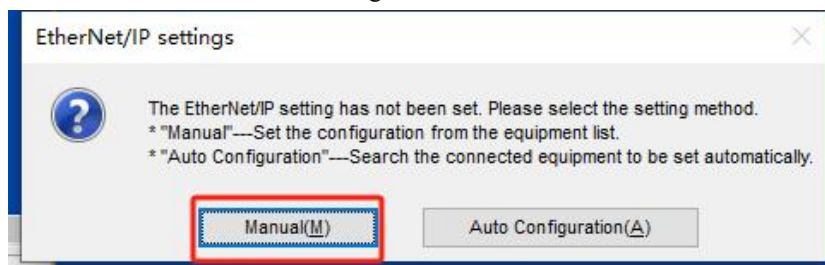 EtherNet/IP settings
The EtherNet/IP setting has not been set. Please select the setting method.
* "Manual"---Set the configuration from the equipment list.
* "Auto Configuration"---Search the connected equipment to be set automatically.
Manual(M)
Auto Configuration(A)